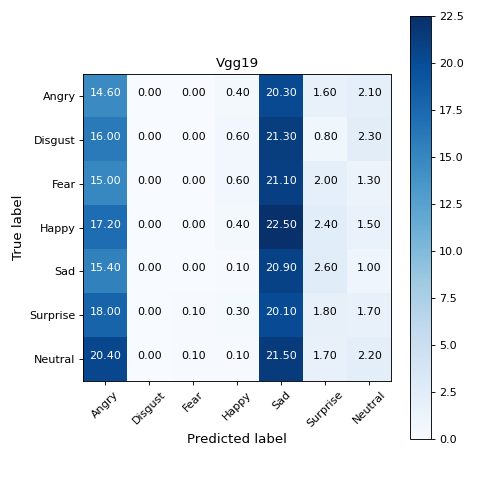 Vgg19
True label
Angry 14.60 0.00 0.00 0.40 20.30 1.60 2.10
Disgust 16.00 0.00 0.00 0.60 21.30 0.80 2.30
Fear 15.00 0.00 0.00 0.60 21.10 2.00 1.30
Happy 17.20 0.00 0.00 0.40 22.50 2.40 1.50
Sad 15.40 0.00 0.00 0.10 20.90 2.60 1.00
Surprise 18.00 0.00 0.10 0.30 20.10 1.80 1.70
Neutral 20.40 0.00 0.10 0.10 21.50 1.70 2.20
Angry Disgust Fear Happy Sad Surprise Neutral
Predicted label
22.5
20.0
17.5
15.0
12.5
10.0
7.5
5.0
2.5
0.0